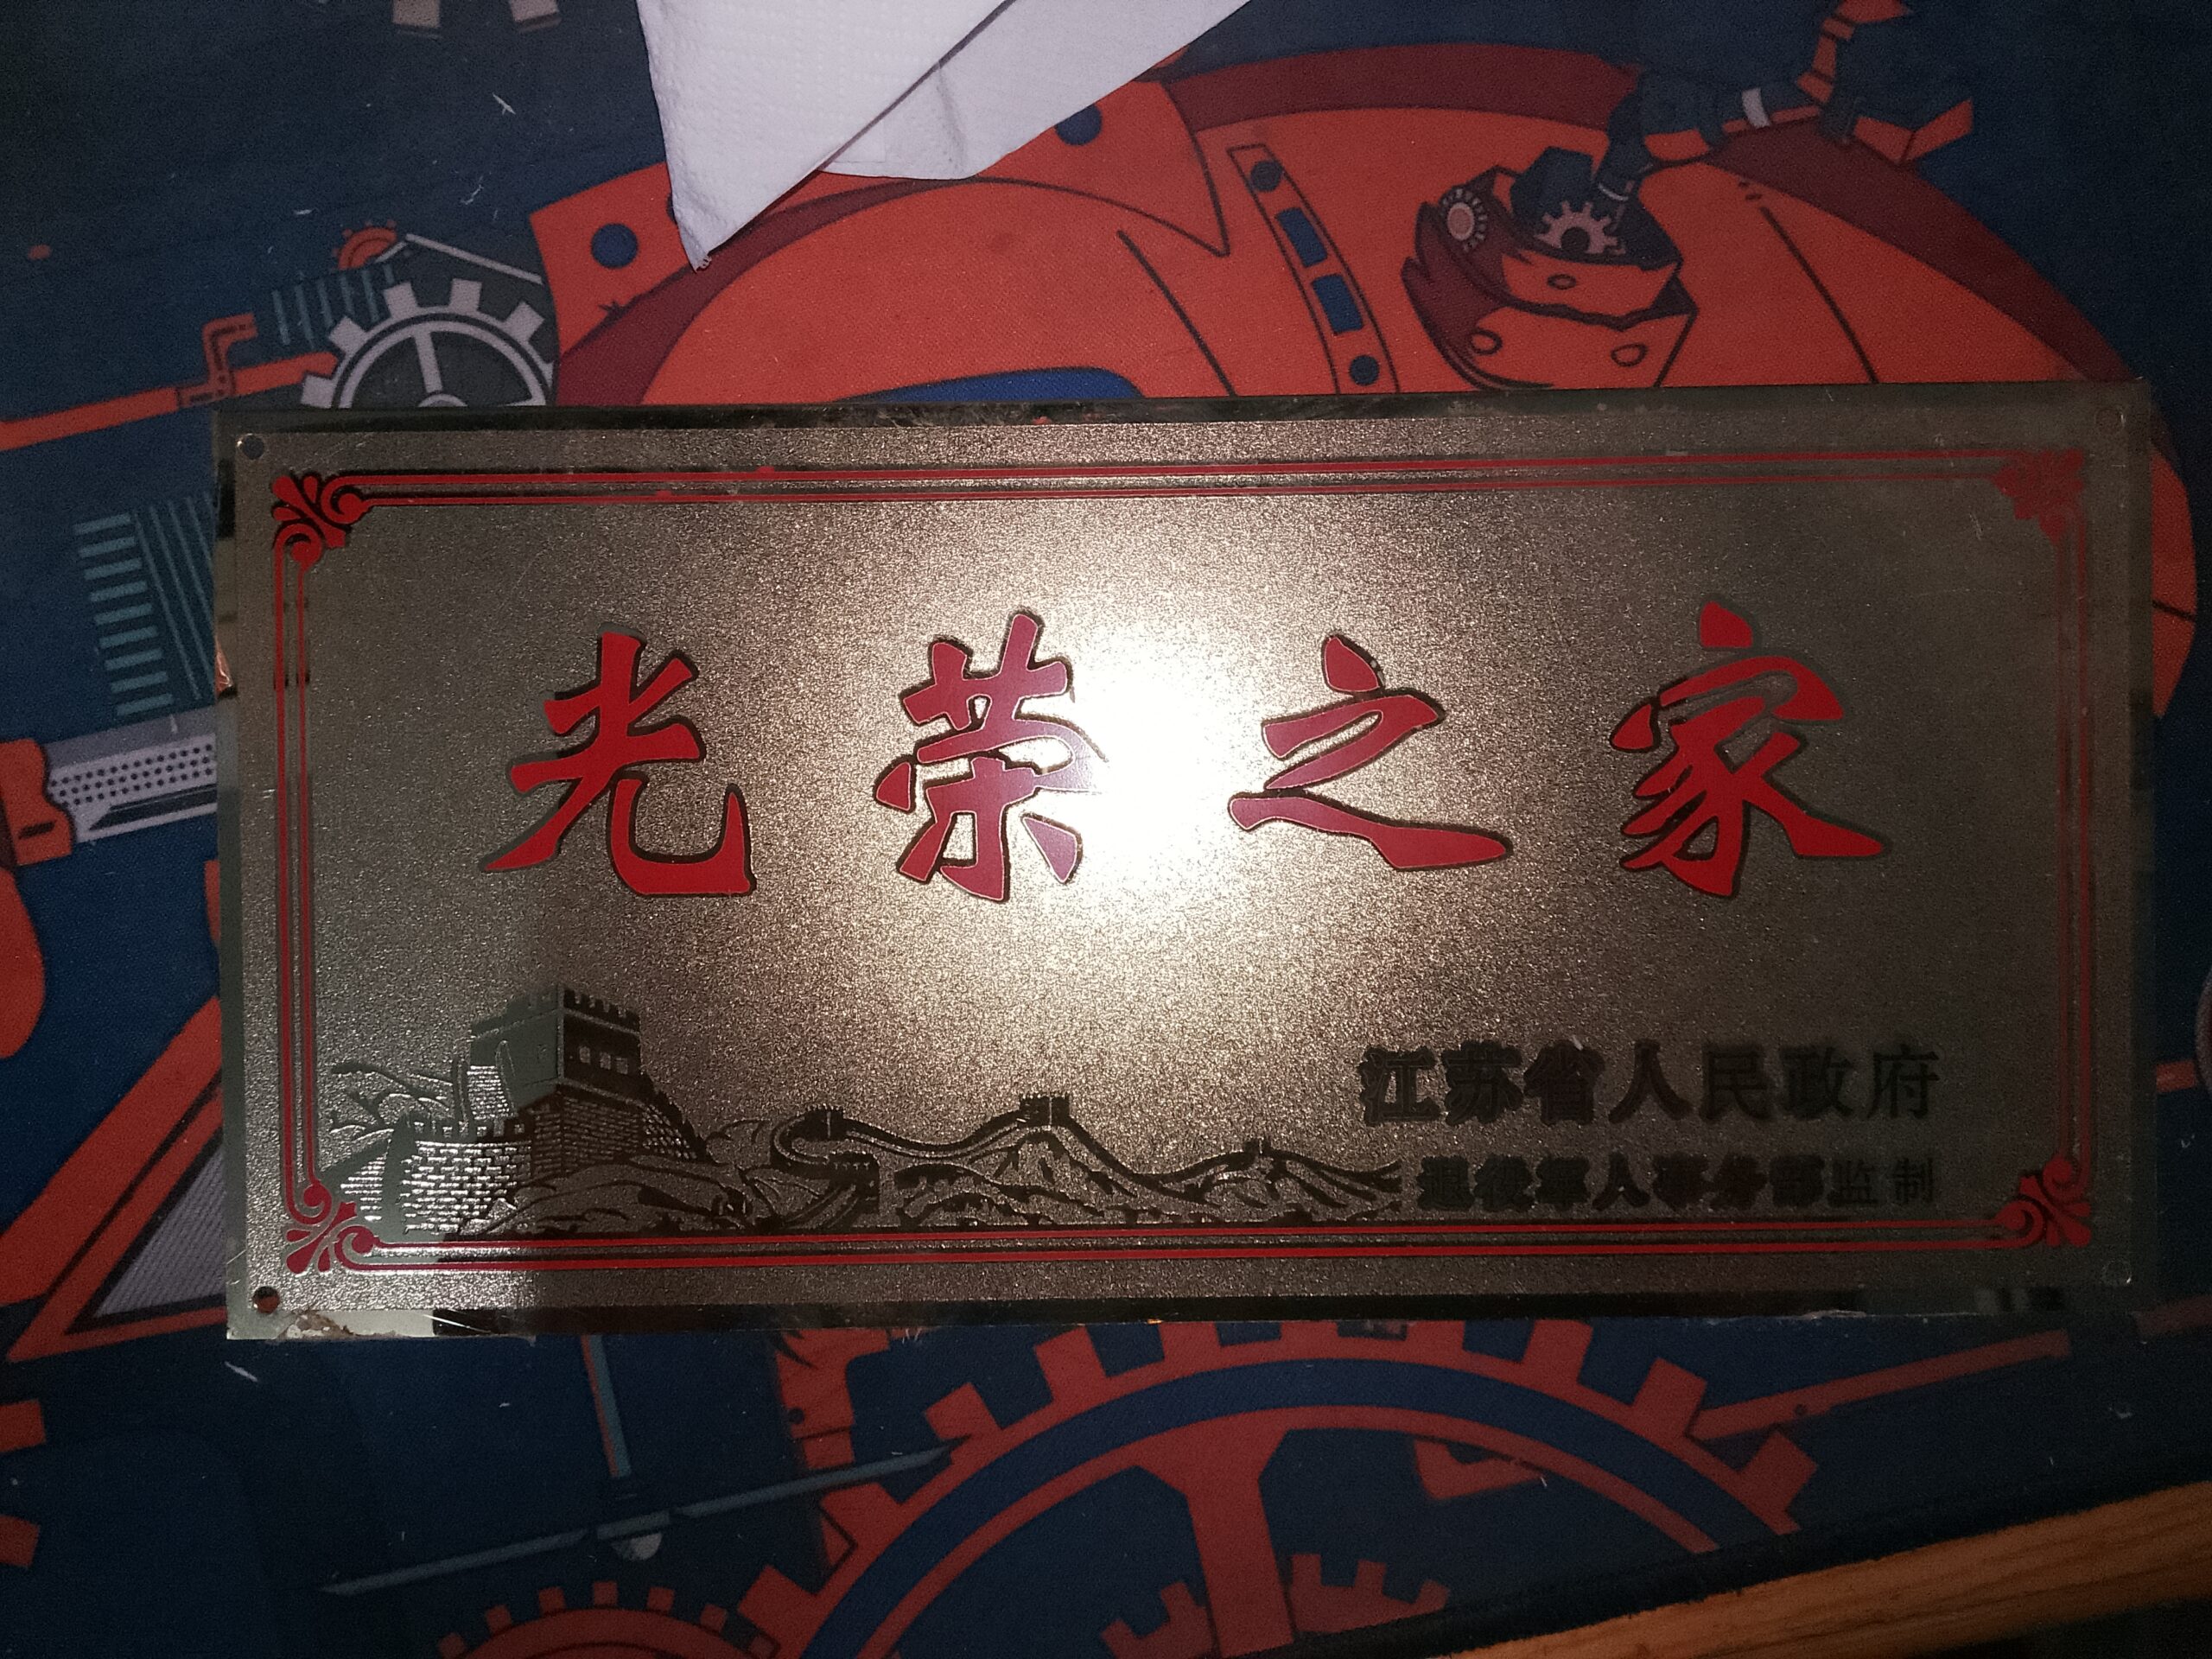 光荣之家
江苏省人民政府
退役军人事务部监制